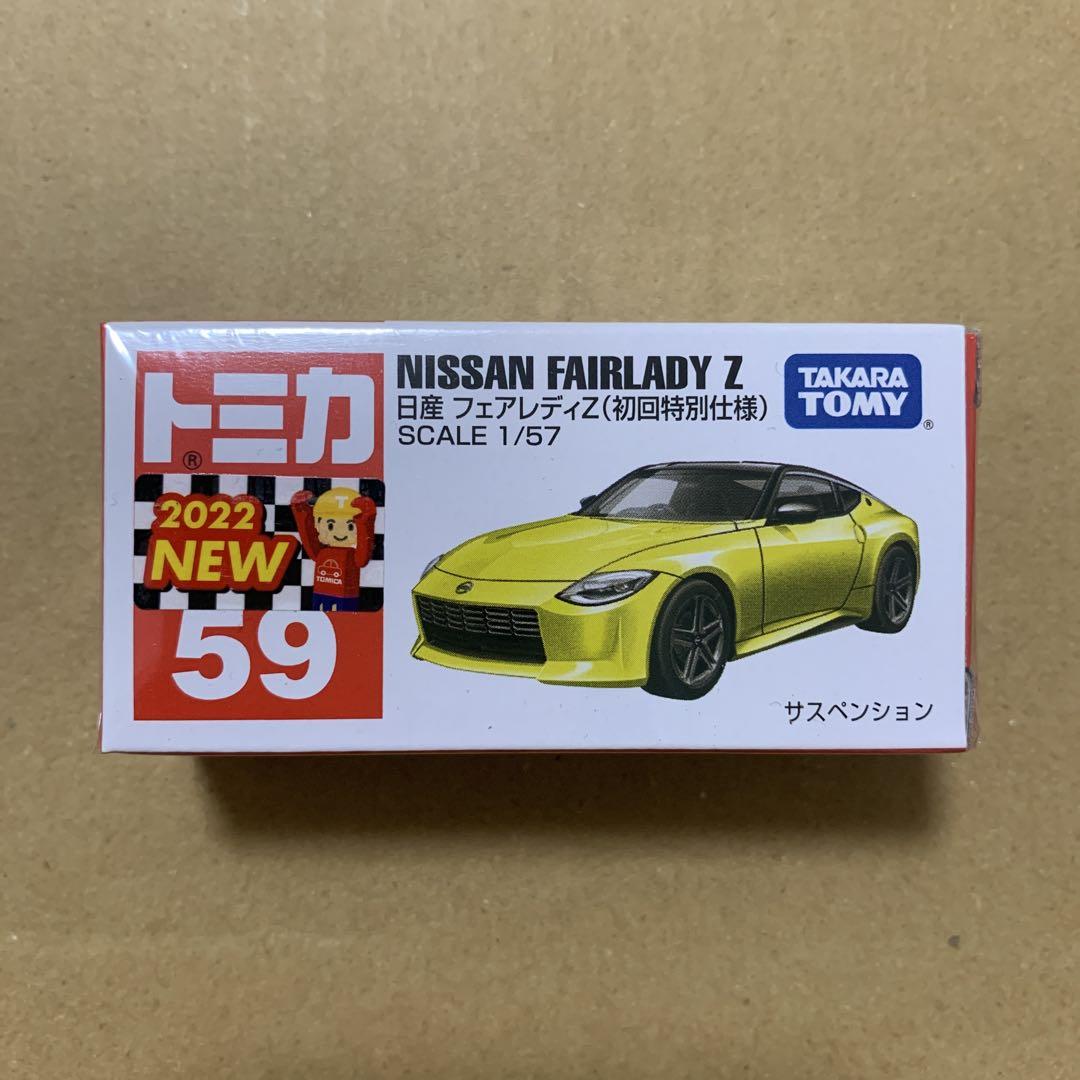 トミカ
®
2022
NEW
T
TOMICA
59
NISSAN FAIRLADY Z
日産 フェアレディZ(初回特別仕様)
SCALE 1/57
TAKARA
TOMY
®
サスペンション